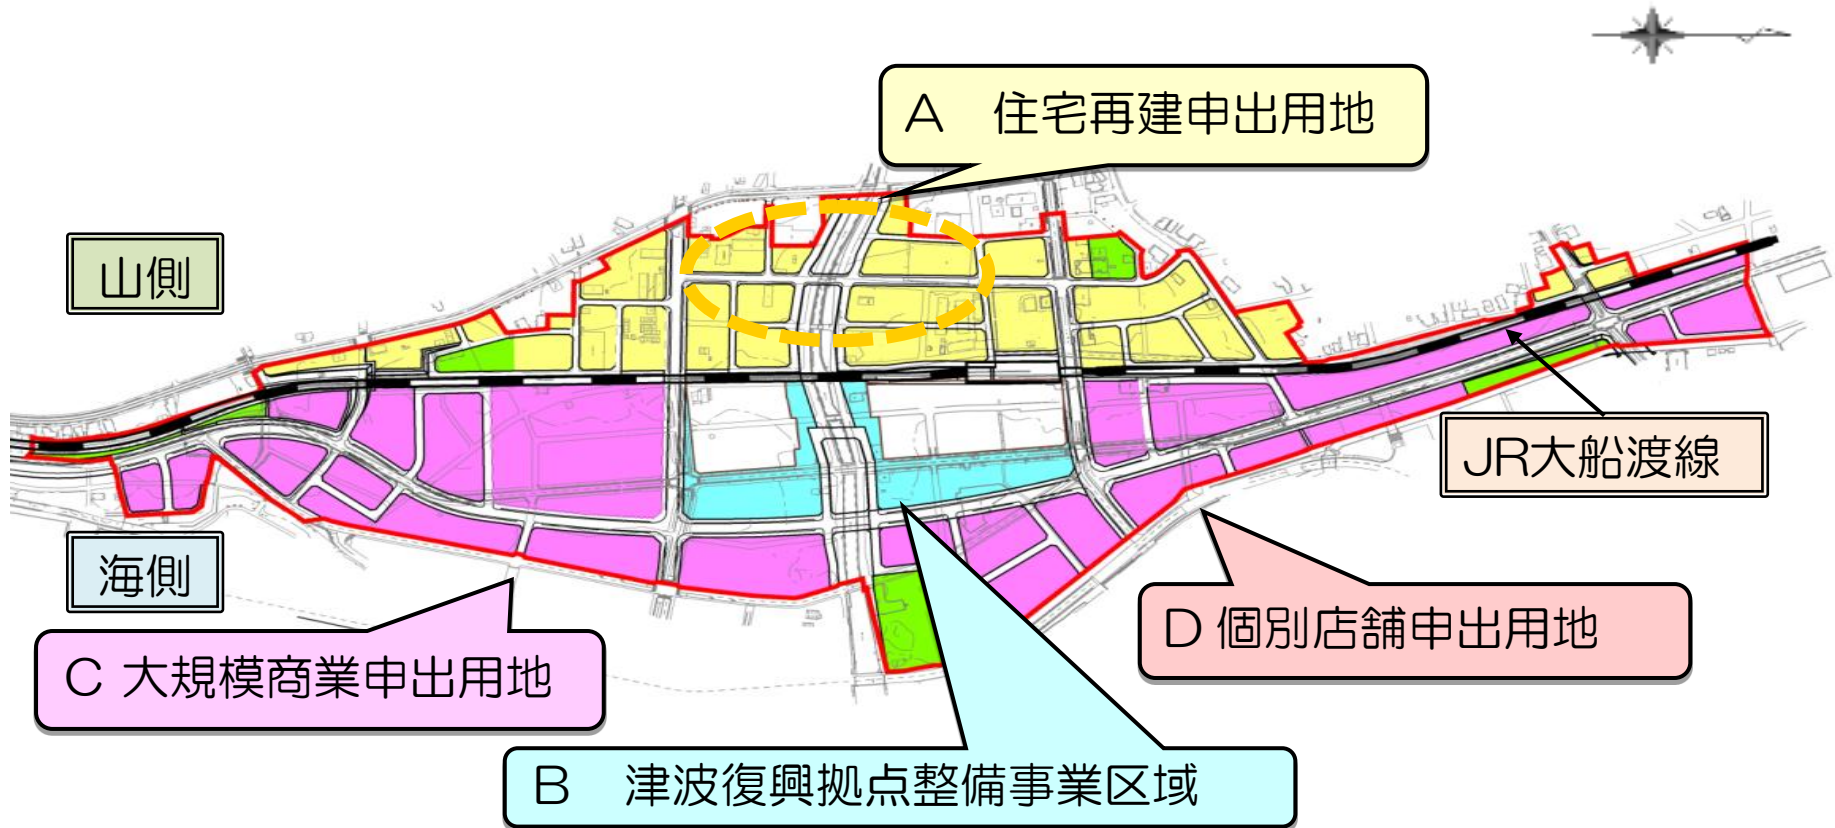 A　住宅再建申出用地
山側
JR大船渡線
海側
D 個別店舗申出用地
C 大規模商業申出用地
B　津波復興拠点整備事業区域